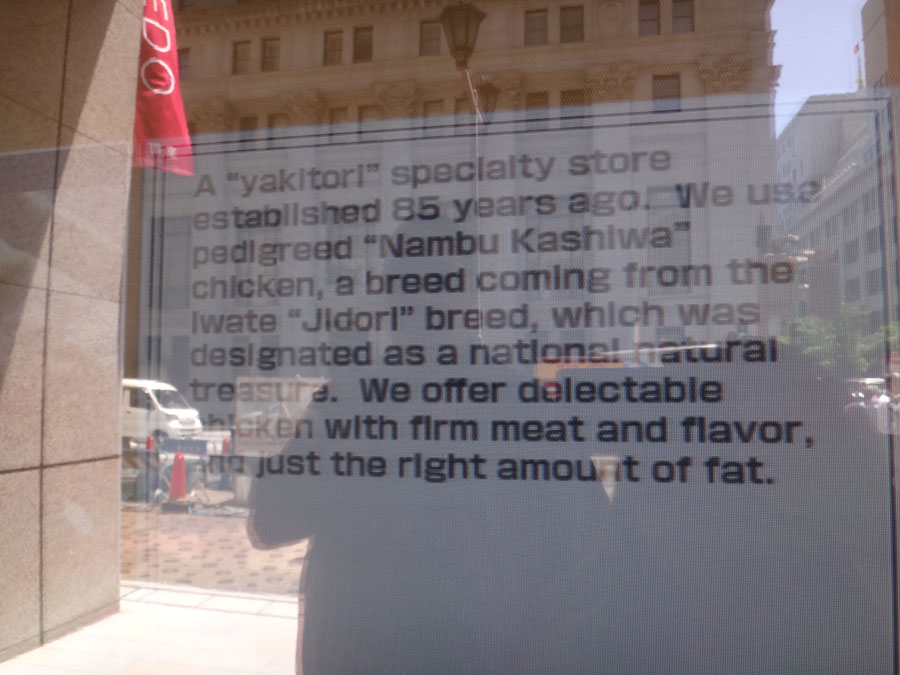 EDO
A “yakitori” specialty store
established 85 years ago. We use
pedigreed “Nambu Kashiwa”
chicken, a breed coming from the
Iwate “Jidori” breed, which was
designated as a national natural
treasure. We offer delectable
chicken with firm meat and flavor,
and just the right amount of fat.